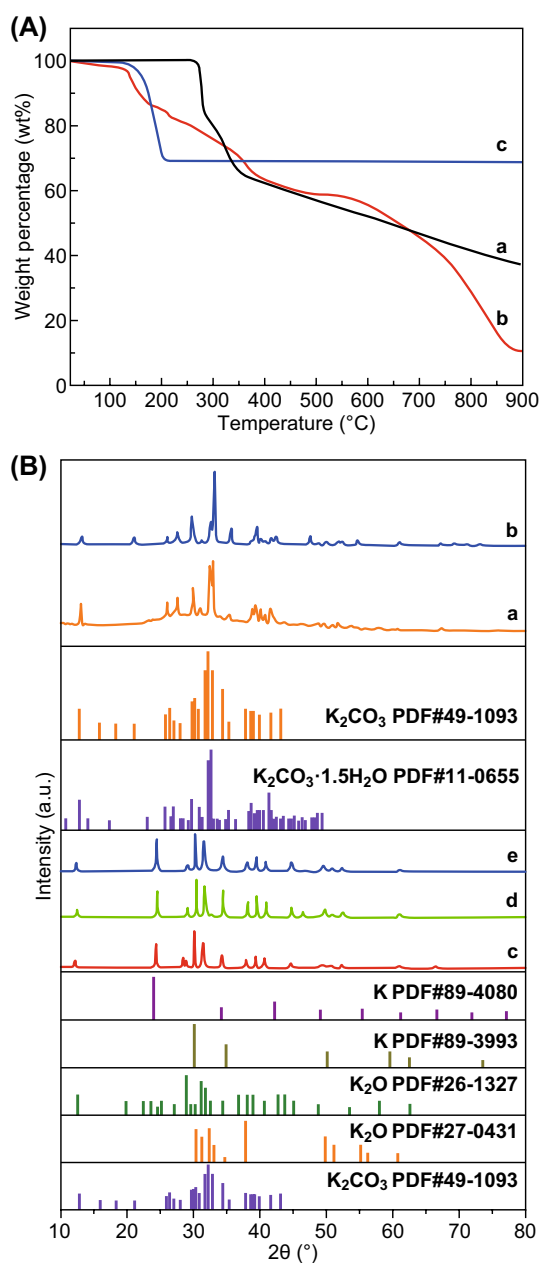 (A)
100
80
60
40
20
0
Weight percentage (wt%)
c
a
b
100 200 300 400 500 600 700 800 900
Temperature (°C)
(B)
b
a
K₂CO₃ PDF#49-1093
K₂CO₃·1.5H₂O PDF#11-0655
Intensity (a.u.)
e
d
c
K PDF#89-4080
K PDF#89-3993
K₂O PDF#26-1327
K₂O PDF#27-0431
K₂CO₃ PDF#49-1093
10 20 30 40 50 60 70 80
2θ (°)